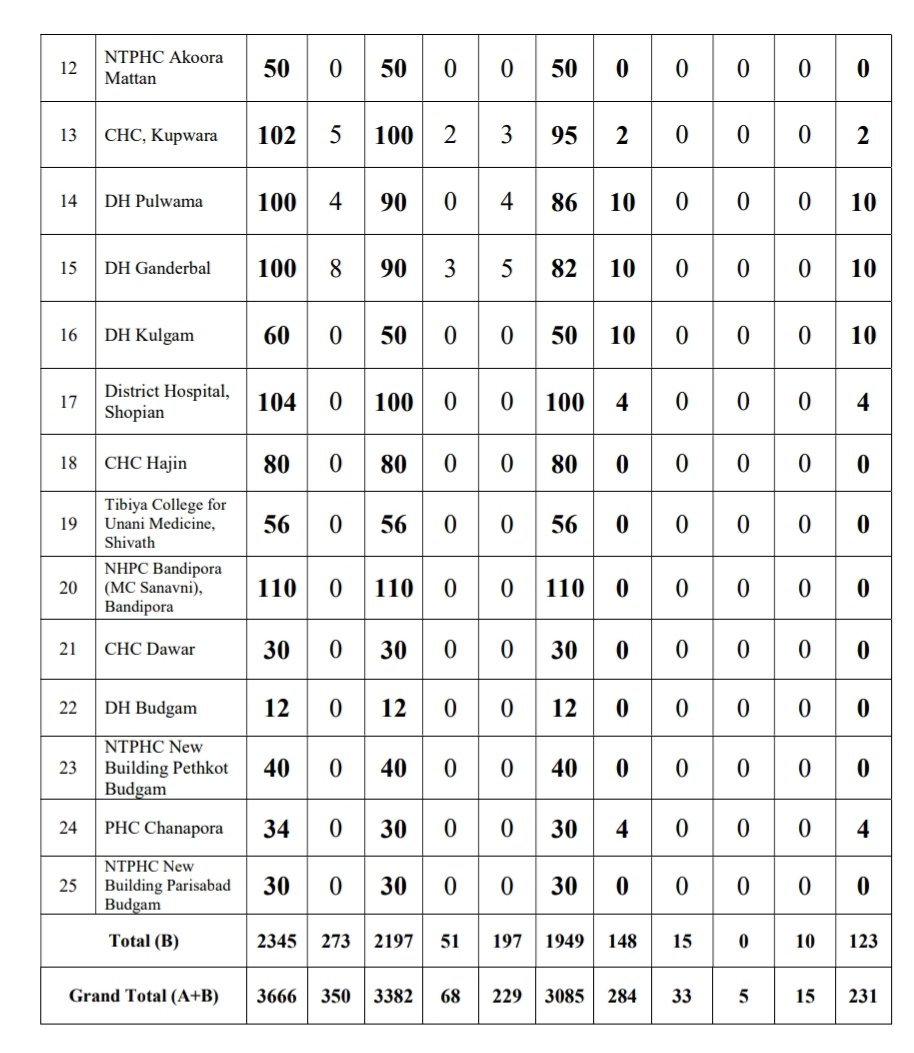 12 NTPHC Akoora Mattan 50 0 50 0 0 50 0 0 0 0 0
13 CHC, Kupwara 102 5 100 2 3 95 2 0 0 0 2
14 DH Pulwama 100 4 90 0 4 86 10 0 0 0 10
15 DH Ganderbal 100 8 90 3 5 82 10 0 0 0 10
16 DH Kulgam 60 0 50 0 0 50 10 0 0 0 10
17 District Hospital, Shopian 104 0 100 0 0 100 4 0 0 0 4
18 CHC Hajin 80 0 80 0 0 80 0 0 0 0 0
19 Tibiya College for Unani Medicine, Shivath 56 0 56 0 0 56 0 0 0 0 0
20 NHPC Bandipora (MC Sanavni), Bandipora 110 0 110 0 0 110 0 0 0 0 0
21 CHC Dawar 30 0 30 0 0 30 0 0 0 0 0
22 DH Budgam 12 0 12 0 0 12 0 0 0 0 0
23 NTPHC New Building Pethkot Budgam 40 0 40 0 0 40 0 0 0 0 0
24 PHC Chanapora 34 0 30 0 0 30 4 0 0 0 4
25 NTPHC New Building Parisabad Budgam 30 0 30 0 0 30 0 0 0 0 0
Total (B) 2345 273 2197 51 197 1949 148 15 0 10 123
Grand Total (A+B) 3666 350 3382 68 229 3085 284 33 5 15 231